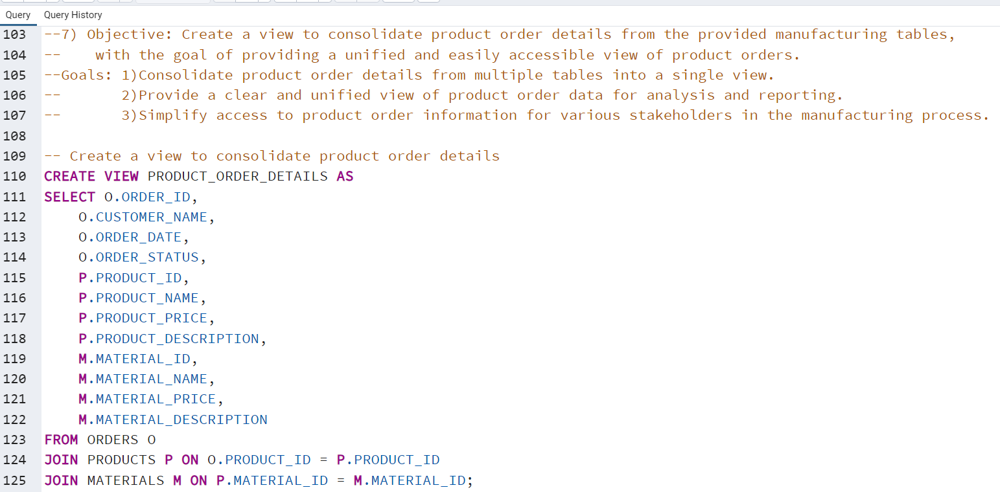 Query Query History
103 --7) Objective: Create a view to consolidate product order details from the provided manufacturing tables,
104 --    with the goal of providing a unified and easily accessible view of product orders.
105 --Goals: 1)Consolidate product order details from multiple tables into a single view.
106 --       2)Provide a clear and unified view of product order data for analysis and reporting.
107 --       3)Simplify access to product order information for various stakeholders in the manufacturing process.
108
109 -- Create a view to consolidate product order details
110 CREATE VIEW PRODUCT_ORDER_DETAILS AS
111 SELECT O.ORDER_ID,
112     O.CUSTOMER_NAME,
113     O.ORDER_DATE,
114     O.ORDER_STATUS,
115     P.PRODUCT_ID,
116     P.PRODUCT_NAME,
117     P.PRODUCT_PRICE,
118     P.PRODUCT_DESCRIPTION,
119     M.MATERIAL_ID,
120     M.MATERIAL_NAME,
121     M.MATERIAL_PRICE,
122     M.MATERIAL_DESCRIPTION
123 FROM ORDERS O
124 JOIN PRODUCTS P ON O.PRODUCT_ID = P.PRODUCT_ID
125 JOIN MATERIALS M ON P.MATERIAL_ID = M.MATERIAL_ID;